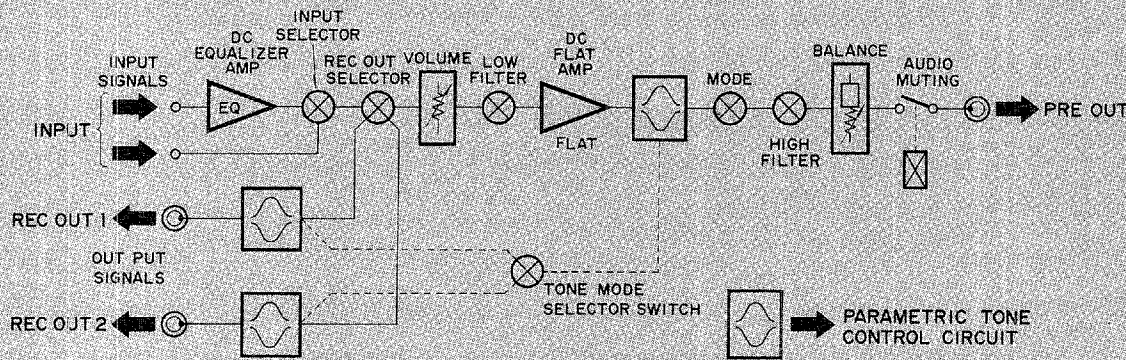 INPUT
SELECTOR
DC
EQUALIZER
AMP
INPUT
SIGNALS
REC OUT
SELECTOR
VOLUME
LOW
FILTER
DC
FLAT
AMP
BALANCE
MODE
AUDIO
MUTING
EQ
INPUT
PRE OUT
FLAT
HIGH
FILTER
REC OUT 1
OUT PUT
SIGNALS
TONE MODE
SELECTOR SWITCH
REC OUT 2
PARAMETRIC TONE
CONTROL CIRCUIT